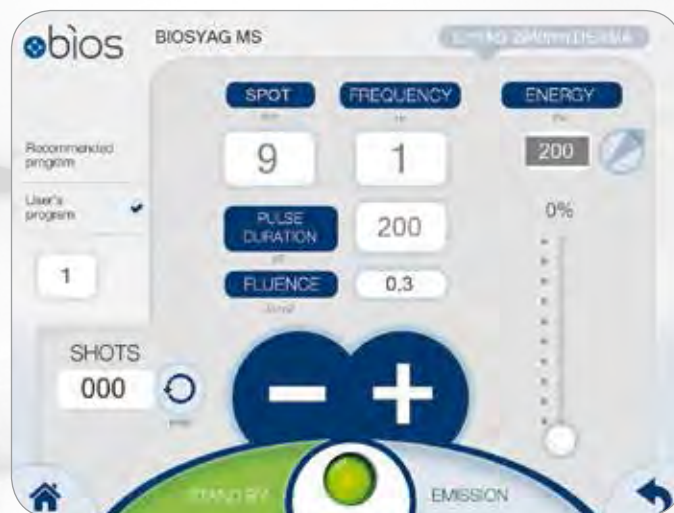 bios
BIOSYAG MS
SPOT
FREQUENCY
ENERGY
9
1
200
Recommended
program
User's
program
1
PULSE
DURATION
200
0%
FLUENCE
0.3
SHOTS
000
STAND BY
EMISSION